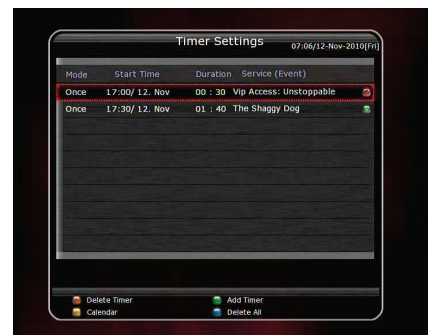 Timer Settings
07:06/12-Nov-2010[Fri]
Mode Start Time Duration Service (Event)
Once 17:00/ 12. Nov 00 : 30 Vip Access: Unstoppable
Once 17:30/ 12. Nov 01 : 40 The Shaggy Dog
Delete Timer Add Timer
Calendar Delete All